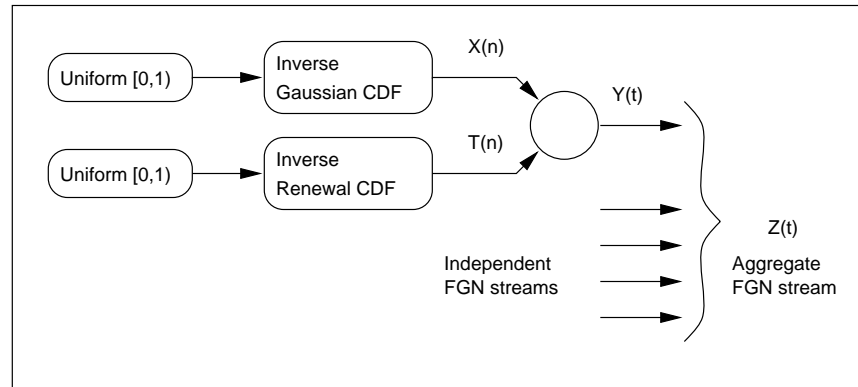 Uniform [0,1)
Inverse
Gaussian CDF
X(n)
Y(t)
Uniform [0,1)
Inverse
Renewal CDF
T(n)
Z(t)
Independent
FGN streams
Aggregate
FGN stream